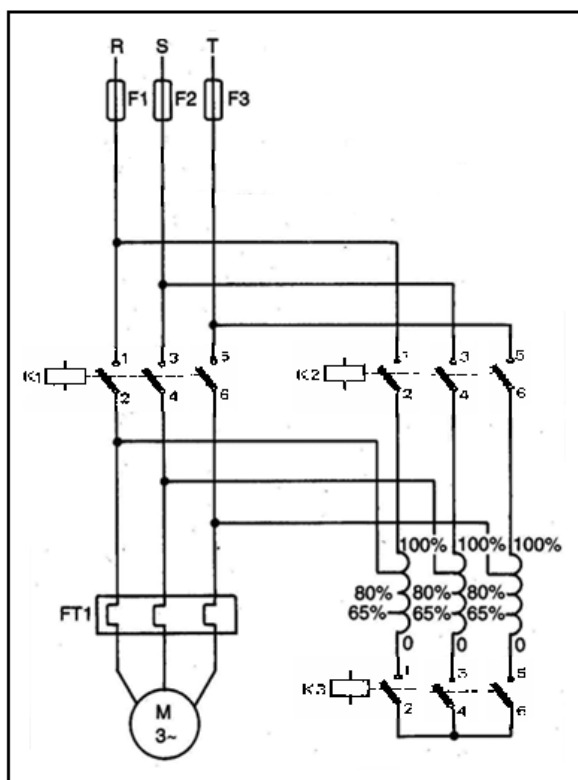 R S T
F1 F2 F3
1 3 5 1 3 5
K1 K2
2 4 6 2 4 6
100% 100% 100%
80% 80% 80%
FT1 65% 65% 65%
0 0 0
1 3 5
K3
2 4 6
M
3~